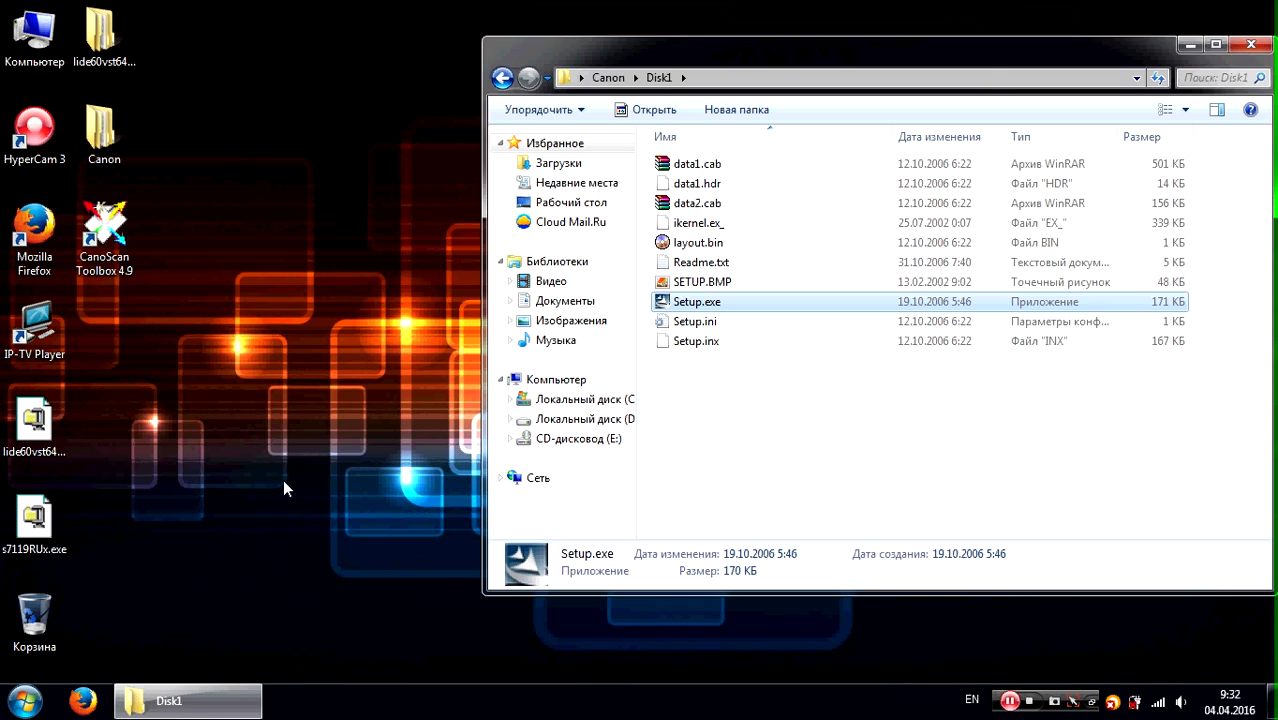 Компьютер
lide60vst64...
HyperCam 3
Canon
Mozilla
Firefox
CanoScan
Toolbox 4.9
IP-TV Player
lide60vst64...
s7119RUx.exe
Корзина
Canon Disk1
Поиск: Disk1
Упорядочить Открыть Новая папка
Избранное
Загрузки
Недавние места
Рабочий стол
Cloud Mail.Ru
Библиотеки
Видео
Документы
Изображения
Музыка
Компьютер
Локальный диск (C
Локальный диск (D
CD-дисковод (E:)
Сеть
Имя Дата изменения Тип Размер
data1.cab 12.10.2006 6:22 Архив WinRAR 501 КБ
data1.hdr 12.10.2006 6:22 Файл "HDR" 14 КБ
data2.cab 12.10.2006 6:22 Архив WinRAR 156 КБ
ikernel.ex_ 25.07.2002 0:07 Файл "EX_" 339 КБ
layout.bin 12.10.2006 6:22 Файл BIN 1 КБ
Readme.txt 31.10.2006 7:40 Текстовый докум... 5 КБ
SETUP.BMP 13.02.2002 9:02 Точечный рисунок 48 КБ
Setup.exe 19.10.2006 5:46 Приложение 171 КБ
Setup.ini 12.10.2006 6:22 Параметры конф... 1 КБ
Setup.inx 12.10.2006 6:22 Файл "INX" 167 КБ
Setup.exe Дата изменения: 19.10.2006 5:46 Дата создания: 19.10.2006 5:46
Приложение Размер: 170 КБ
Disk1
EN
9:32
04.04.2016